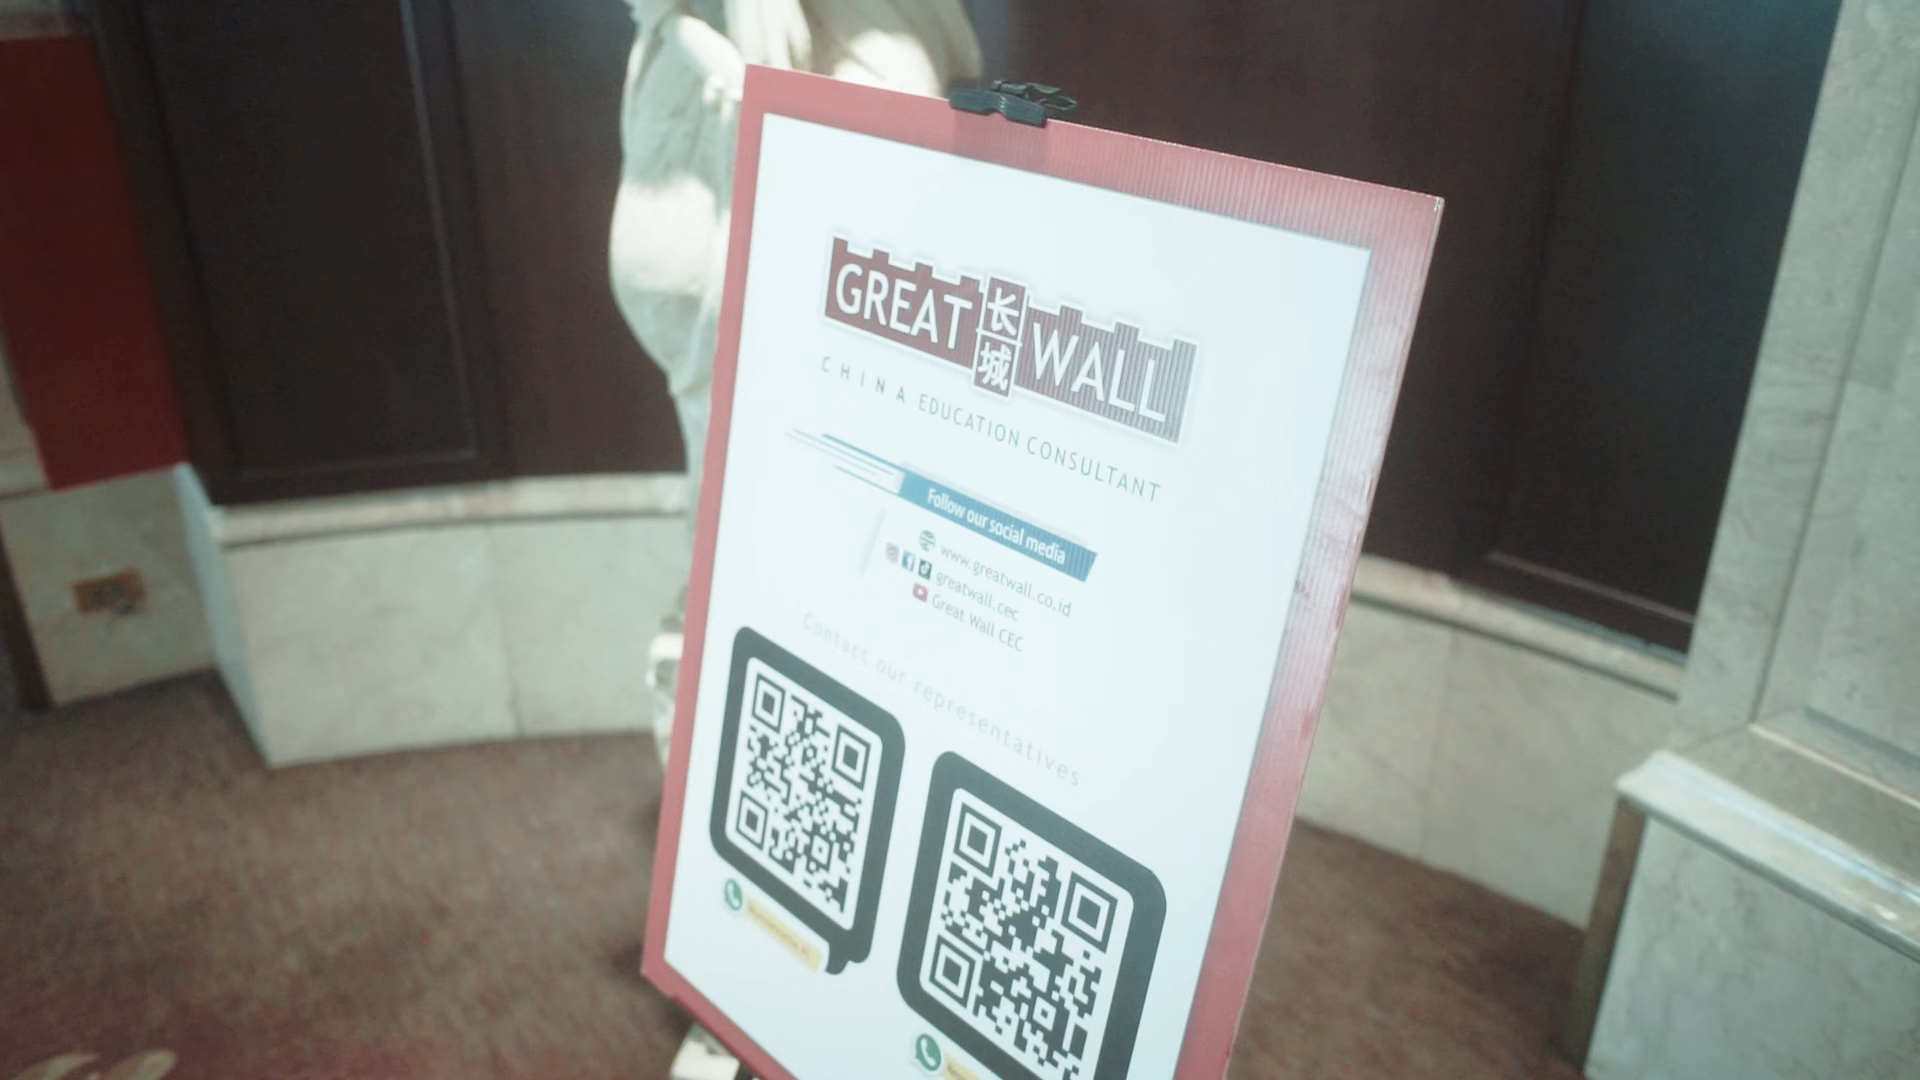 GREAT 长城 WALL
CHINA EDUCATION CONSULTANT
Follow our social media
www.greatwall.co.id
greatwall.cec
Great Wall CEC
Contact our representatives